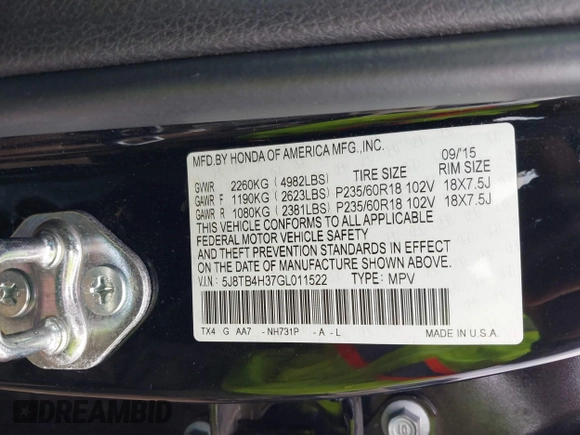 MFD.BY HONDA OF AMERICA MFG.,INC.
09/'15
TIRE SIZE RIM SIZE
GVWR 2260KG (4982LBS)
GAWR F 1190KG (2623LBS) P235/60R18 102V 18X7.5J
GAWR R 1080KG (2381LBS) P235/60R18 102V 18X7.5J
THIS VEHICLE CONFORMS TO ALL APPLICABLE
FEDERAL MOTOR VEHICLE SAFETY
AND THEFT PREVENTION STANDARDS IN EFFECT
ON THE DATE OF MANUFACTURE SHOWN ABOVE.
V.I.N : 5J8TB4H37GL011522 TYPE: MPV
TX4 G AA7 - NH731P - A - L MADE IN U.S.A.
DREAMBID